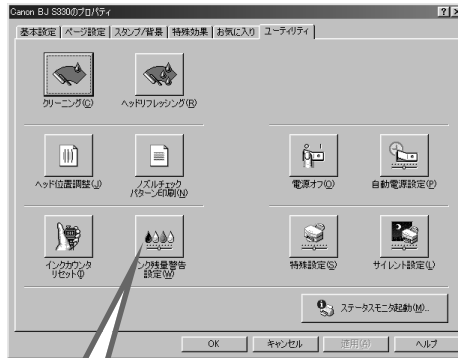 Canon BJ S330のプロパティ
基本設定 ページ設定 スタンプ/背景 特殊効果 お気に入り ユーティリティ
クリーニング(C) ヘッドリフレッシング(R)
ヘッド位置調整(J) ノズルチェック 電源オフ(O) 自動電源設定(P)
パターン印刷(N)
インクカウンタ ンク残量警告 特殊設定(S) サイレント設定(L)
リセット(I) 設定(W)
ステータスモニタ起動(M)...
OK キャンセル 適用(A) ヘルプ